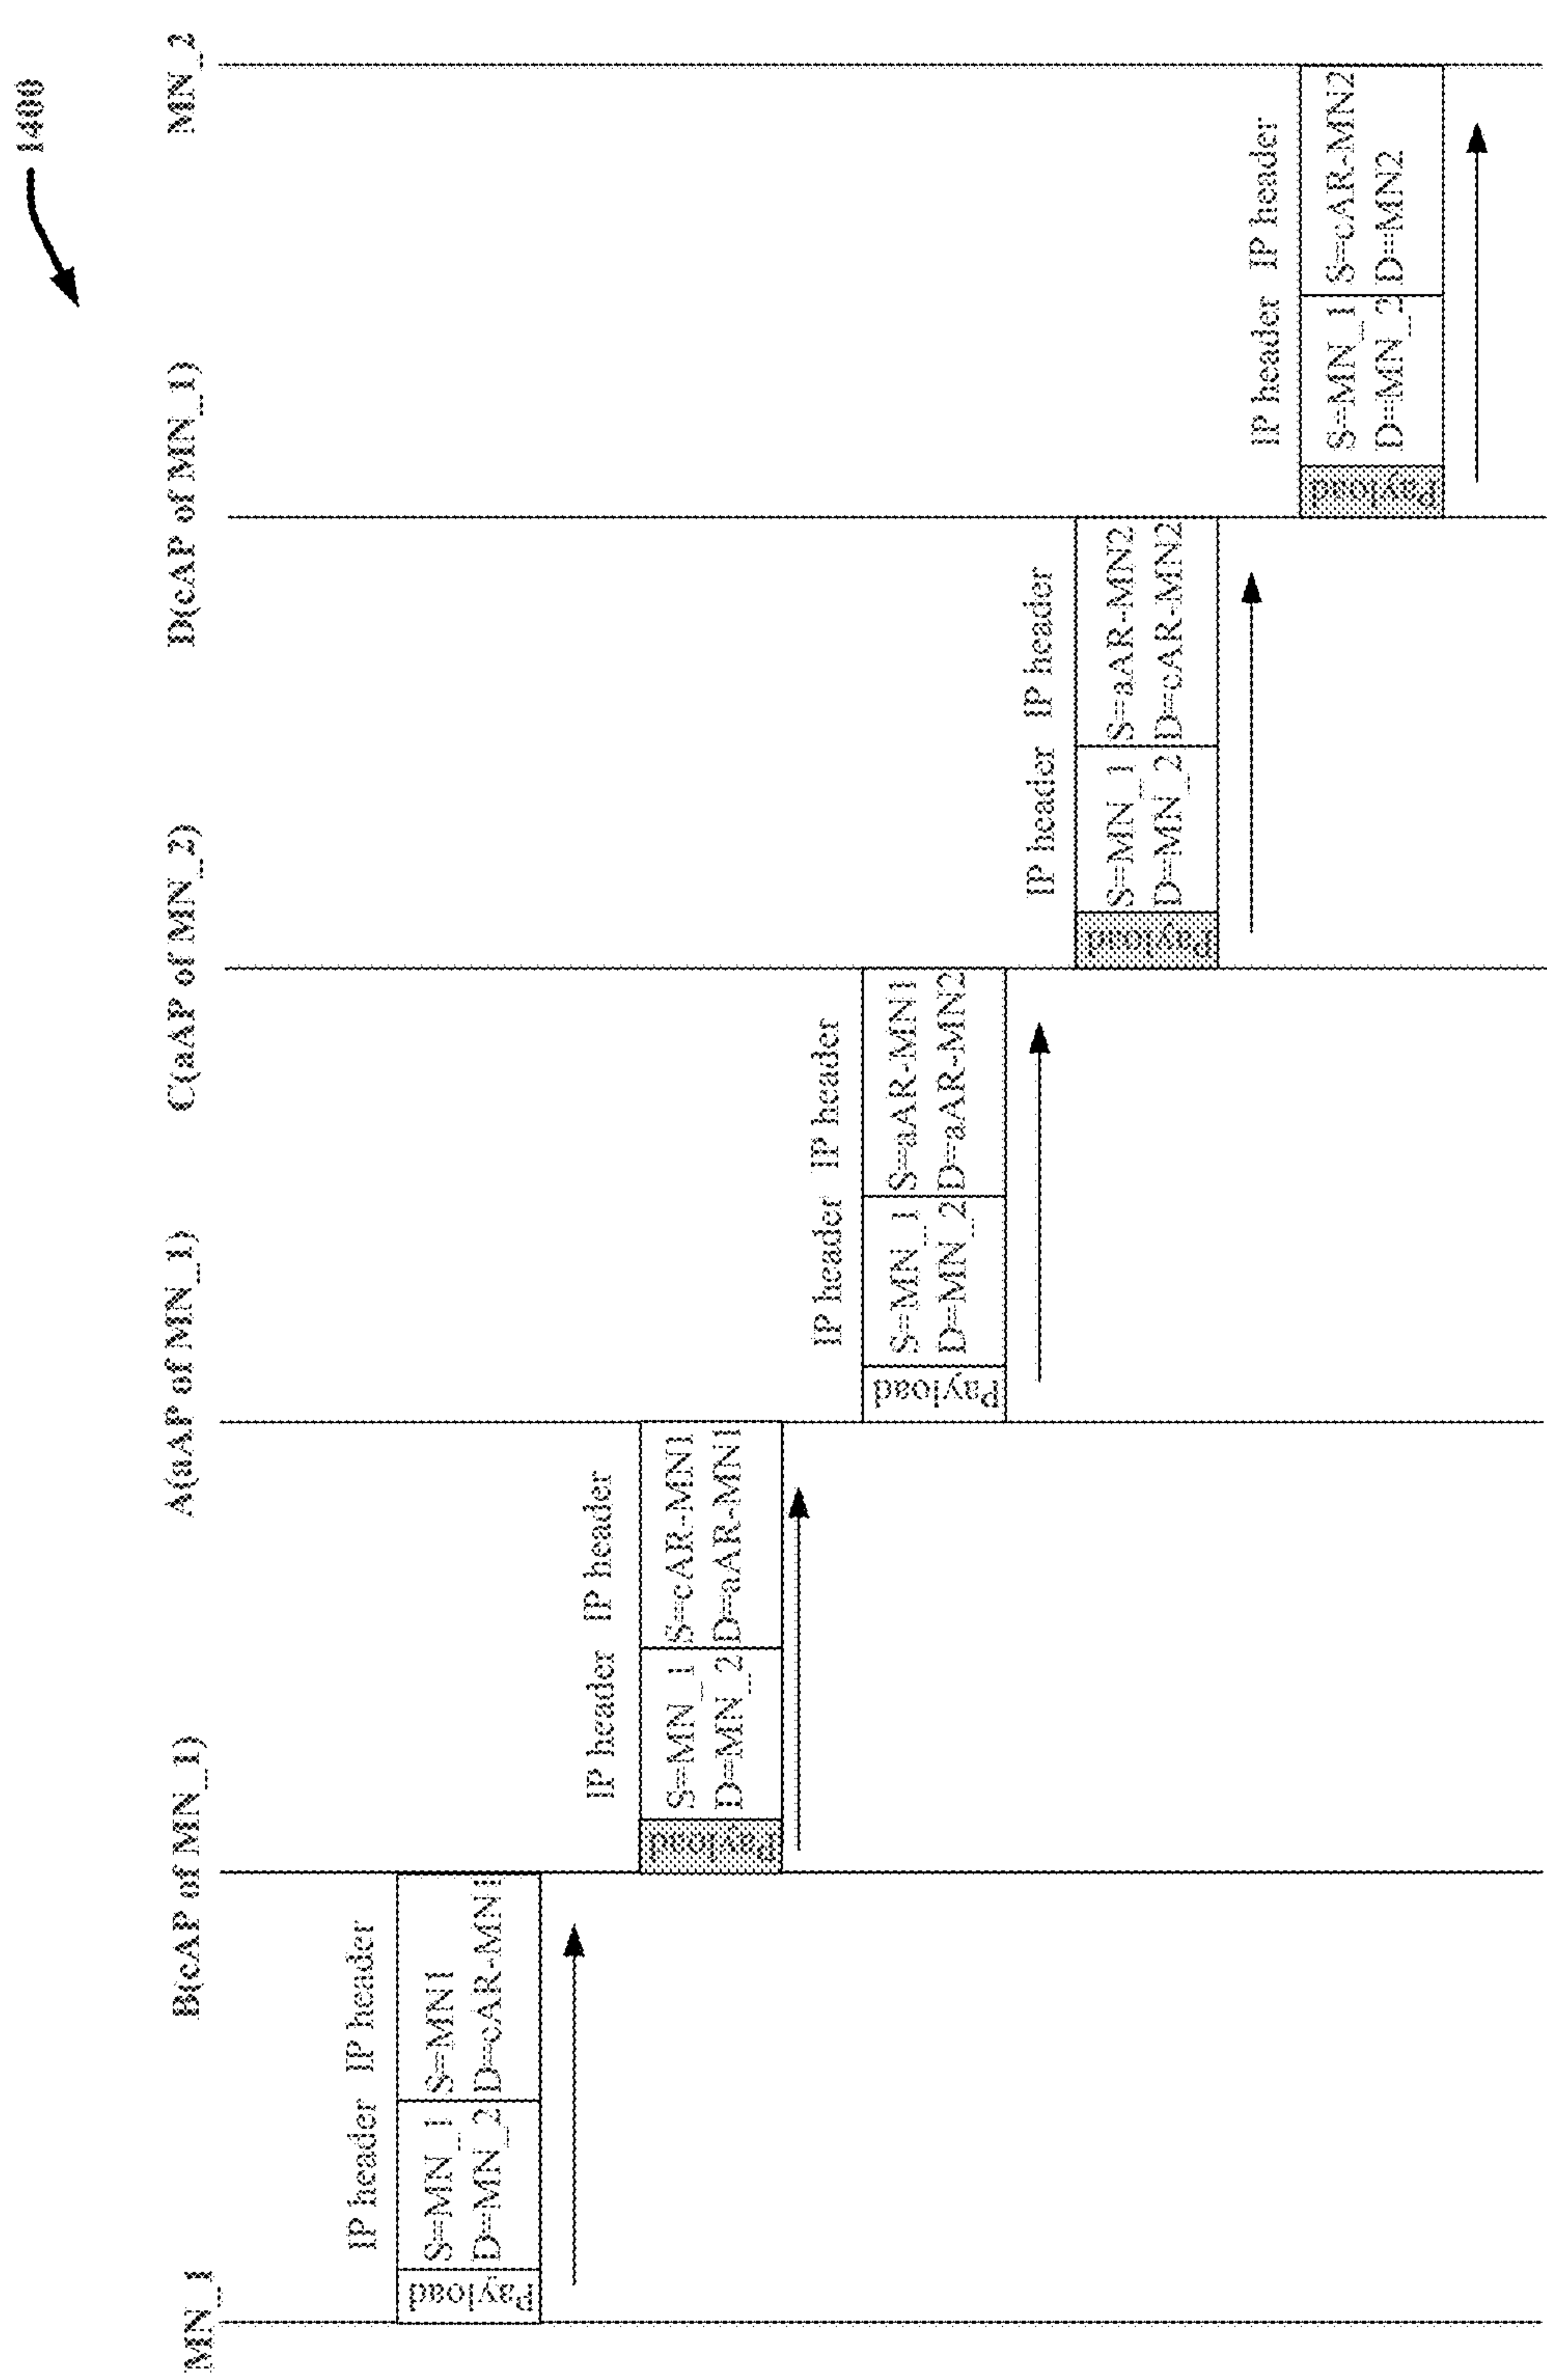 1400
MN_1
B(cAP of MN_1)
A(aAP of MN_1)
C(aAP of MN_2)
D(cAP of MN_1)
MN_2
IP header IP header
Payload
S=MN_1
D=MN_2
S=MN1
D=cAR-MN1
IP header IP header
Payload
S=MN_1
D=MN_2
S=cAR-MN1
D=aAR-MN1
IP header IP header
Payload
S=MN_1
D=MN_2
S=aAR-MN1
D=aAR-MN2
IP header IP header
Payload
S=MN_1
D=MN_2
S=aAR-MN2
D=cAR-MN2
IP header IP header
Payload
S=MN_1
D=MN_2
S=cAR-MN2
D=MN2